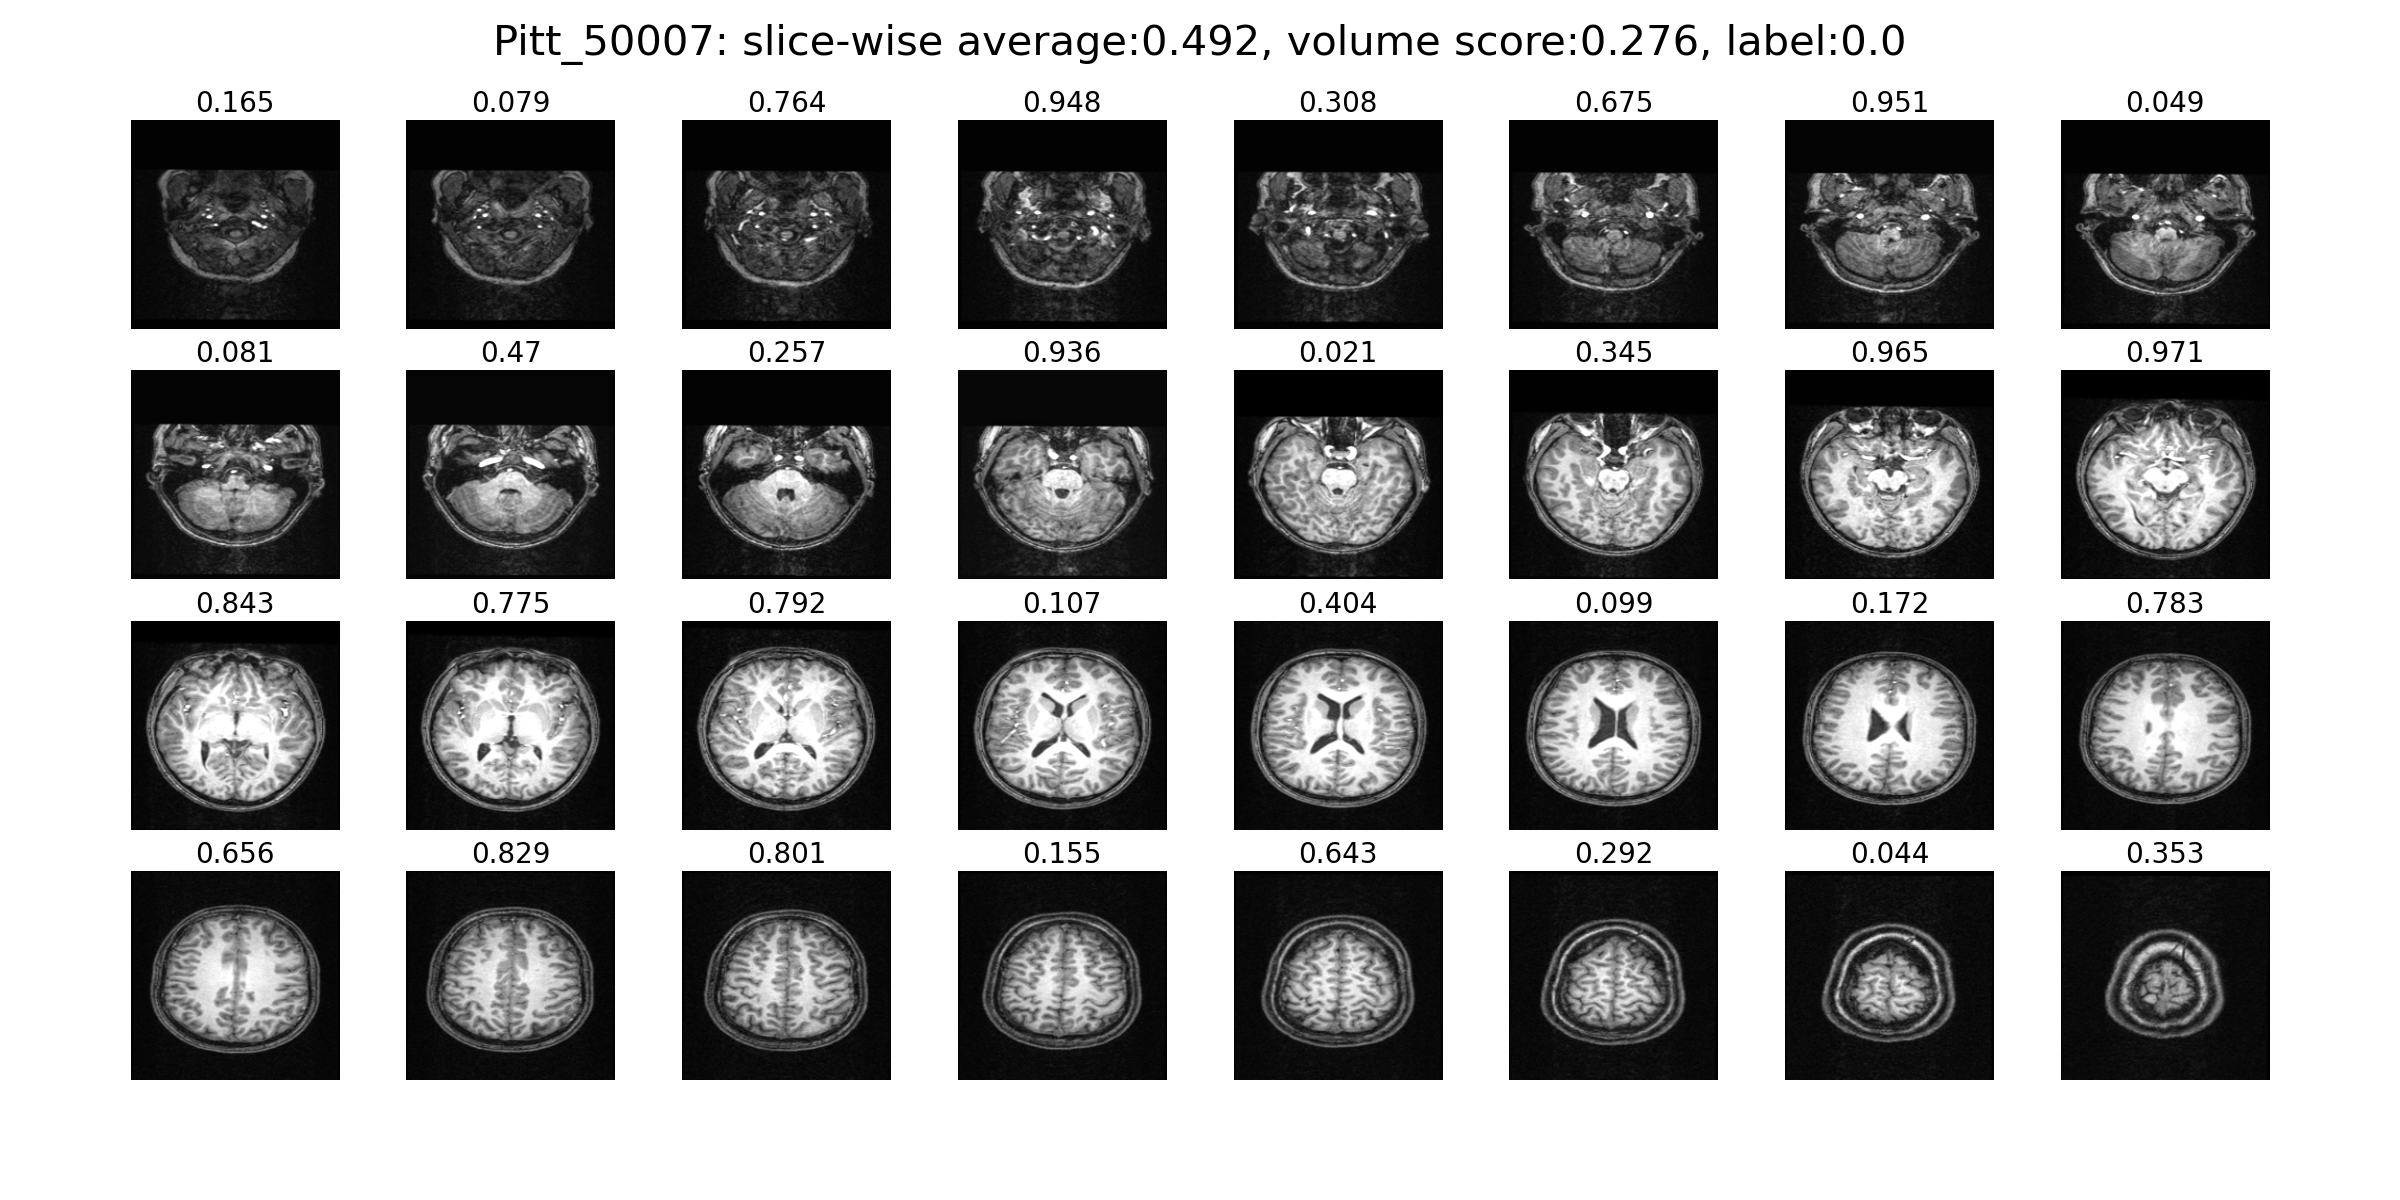 Pitt_50007: slice-wise average:0.492, volume score:0.276, label:0.0
0.165 0.079 0.764 0.948 0.308 0.675 0.951 0.049
0.081 0.47 0.257 0.936 0.021 0.345 0.965 0.971
0.843 0.775 0.792 0.107 0.404 0.099 0.172 0.783
0.656 0.829 0.801 0.155 0.643 0.292 0.044 0.353